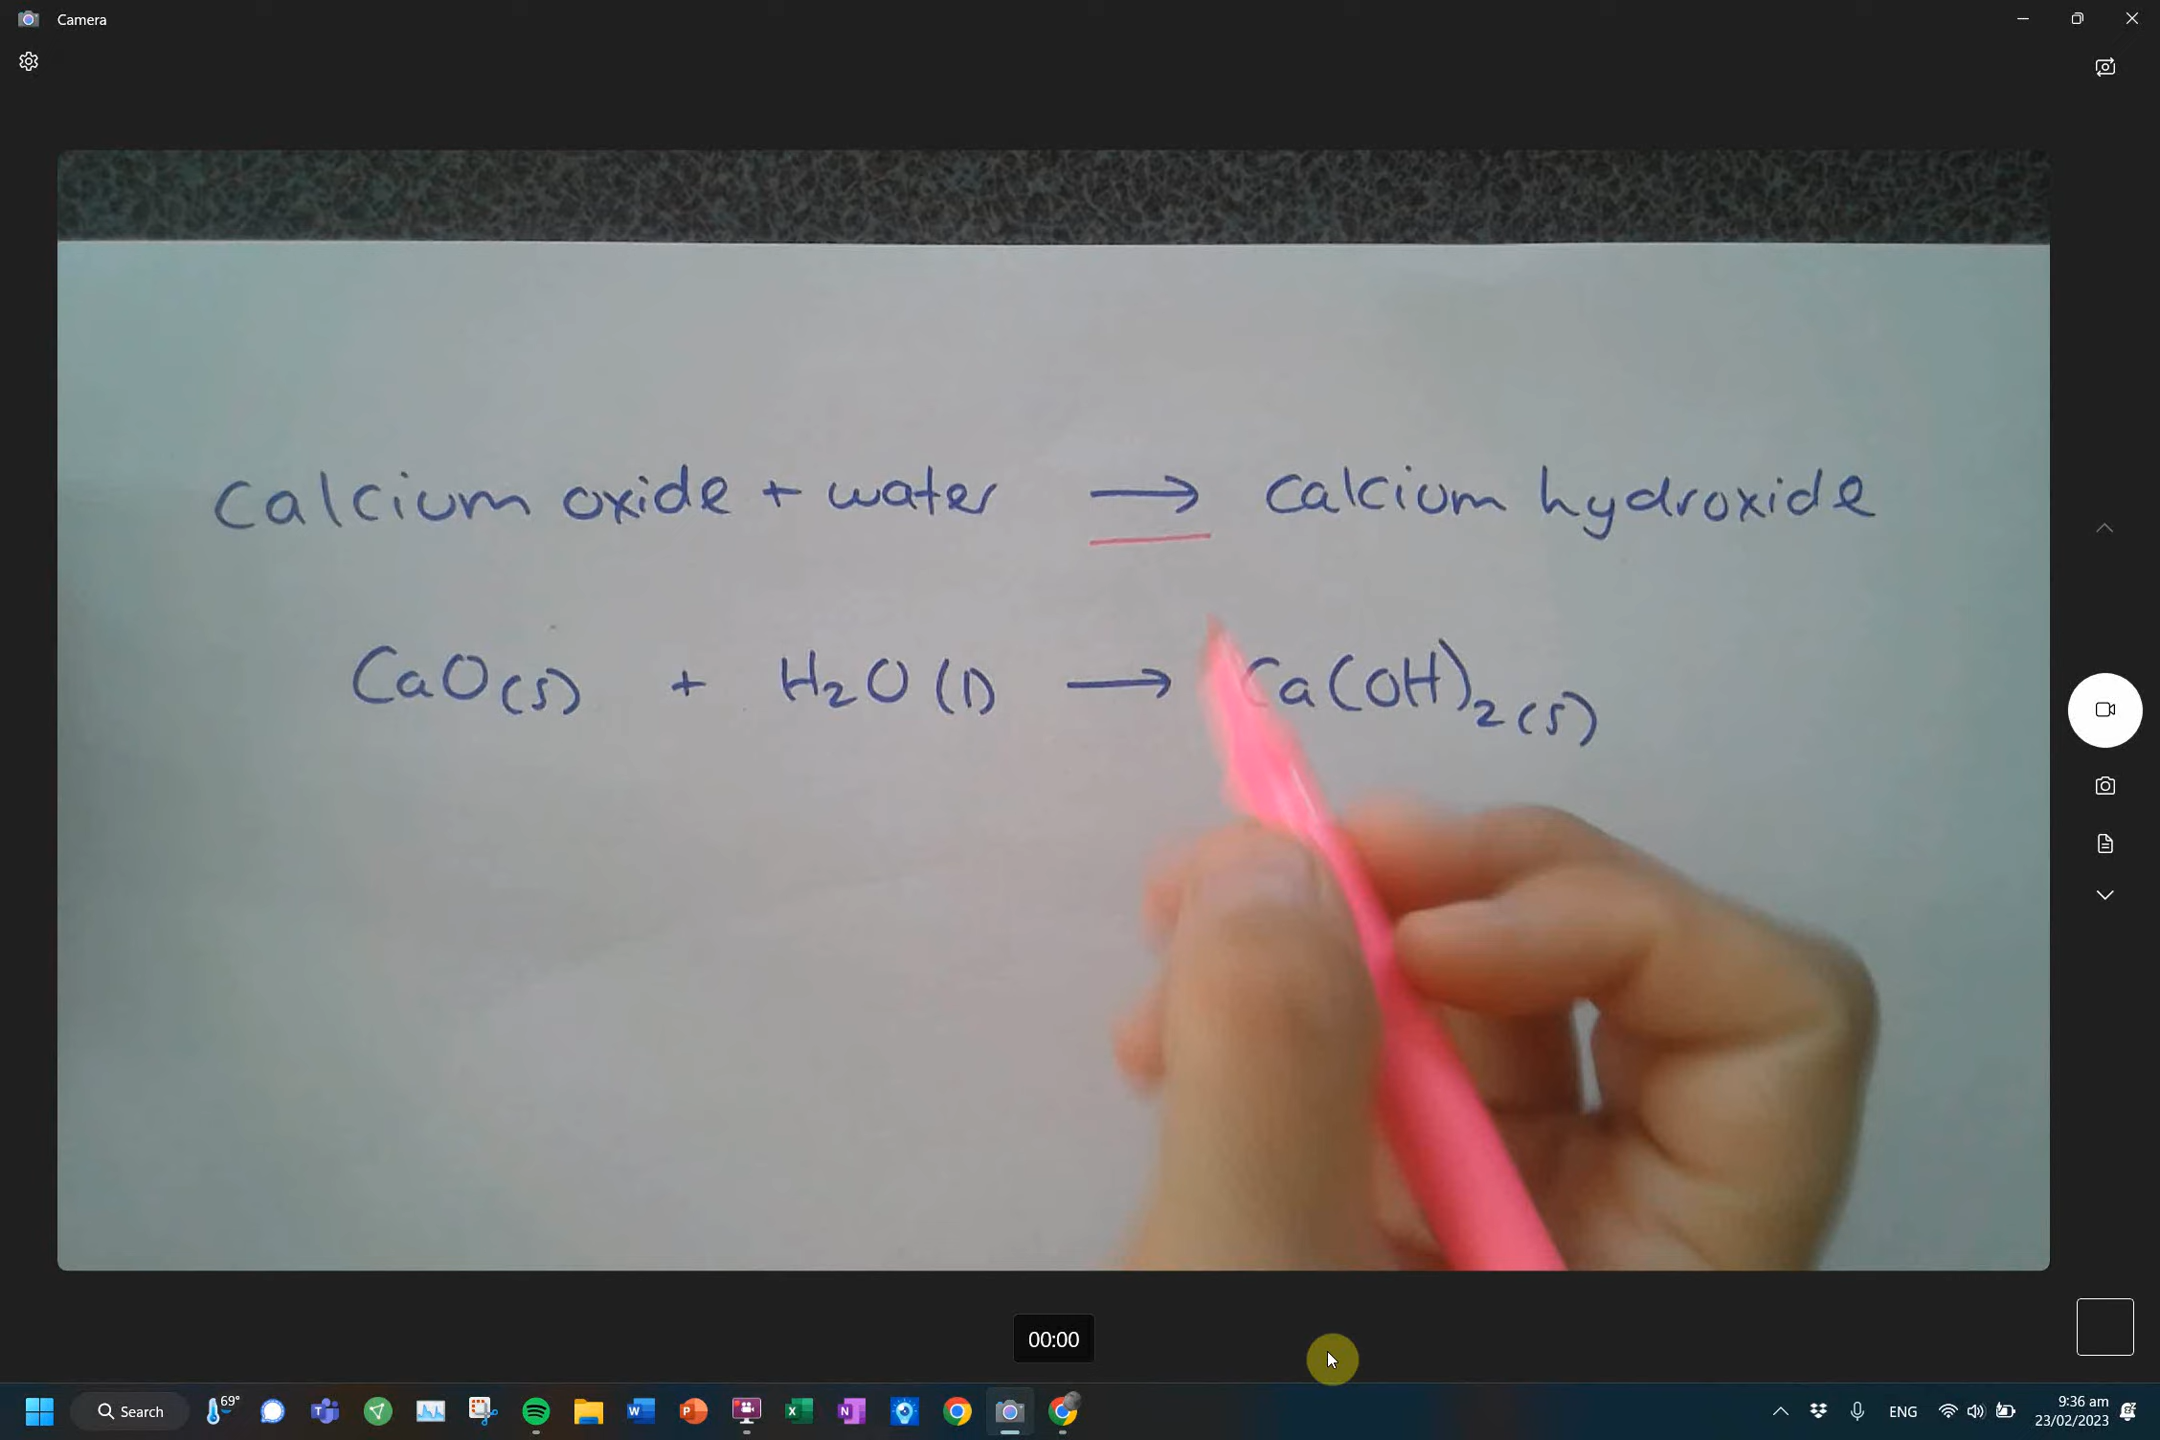 Camera
Calcium oxide + water → calcium hydroxide
CaO(s) + H₂O (l) → Ca(OH)₂(s)
00:00
Search
69°
ENG
9:36 am
23/02/2023